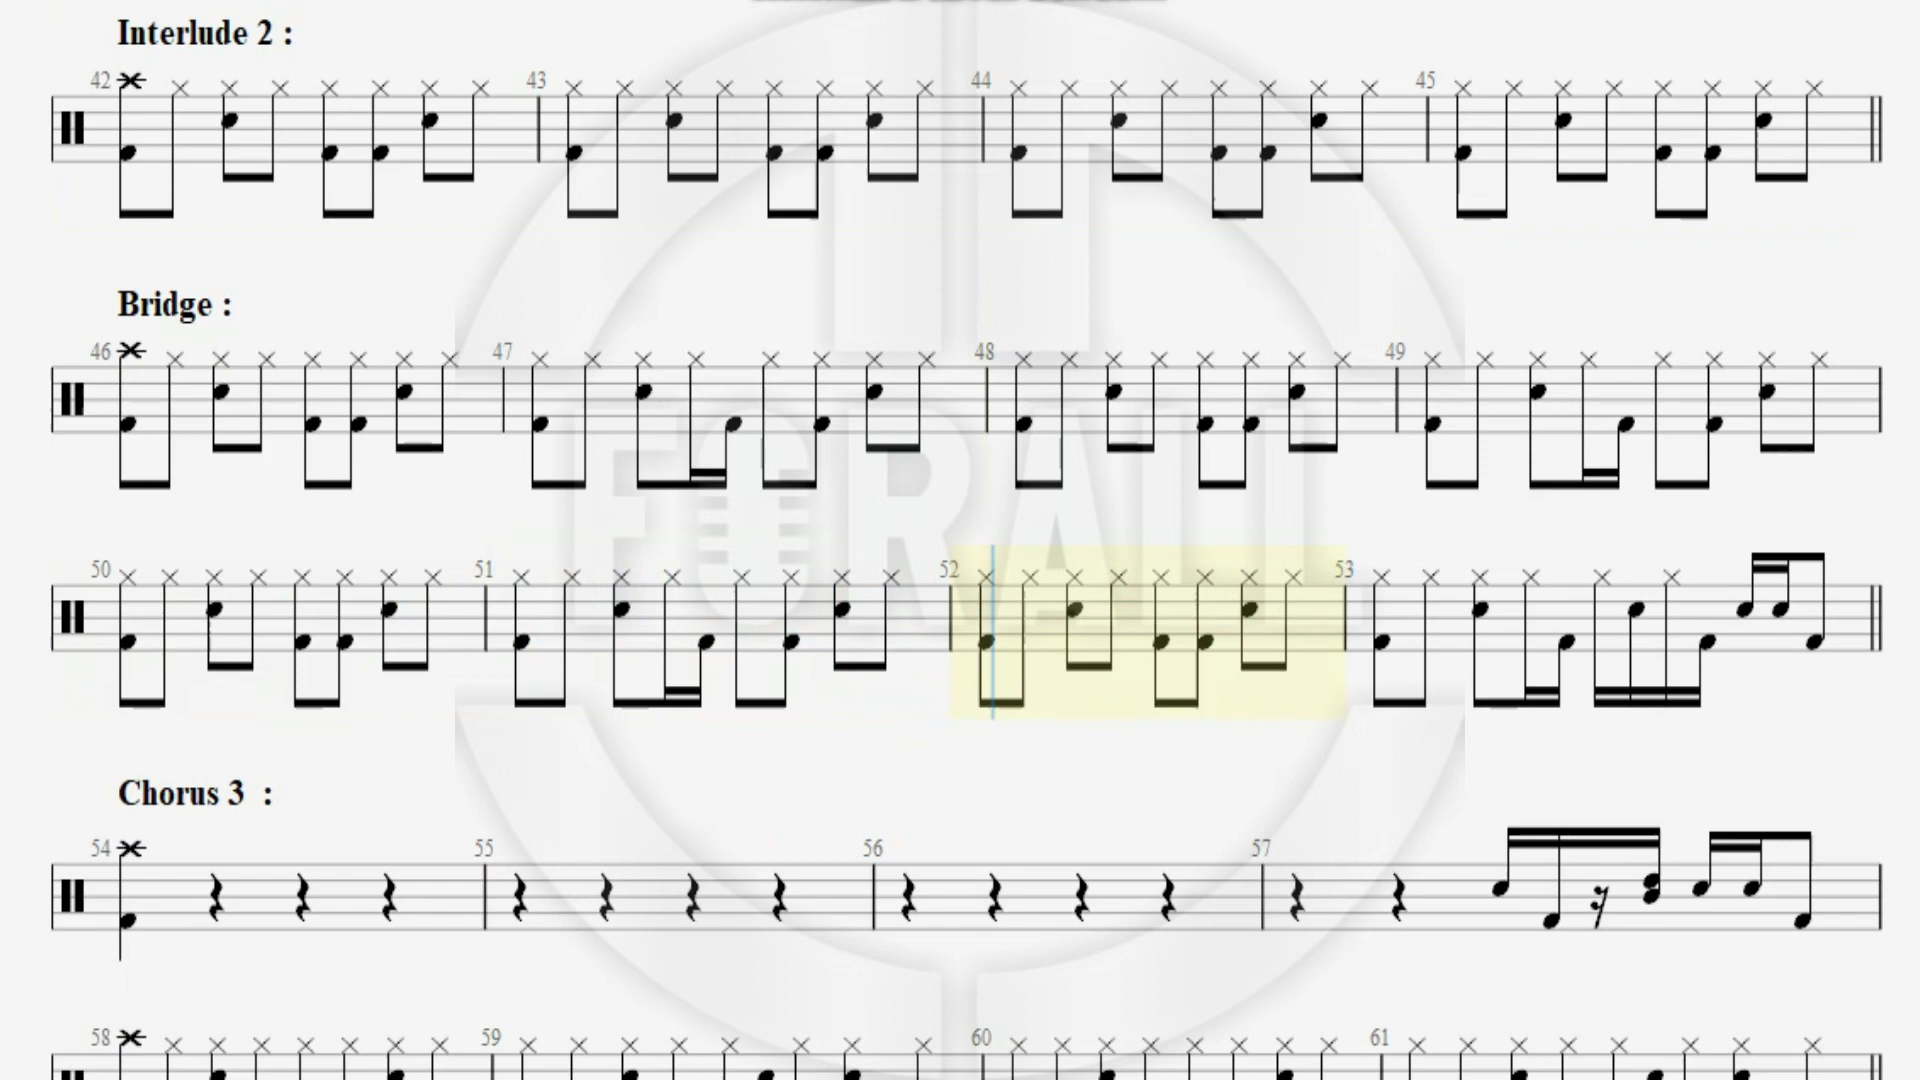 Interlude 2 :
42 43 44 45
Bridge :
46 47 48 49
50 51 52 53
FORALL
Chorus 3 :
54 55 56 57
58 59 60 61